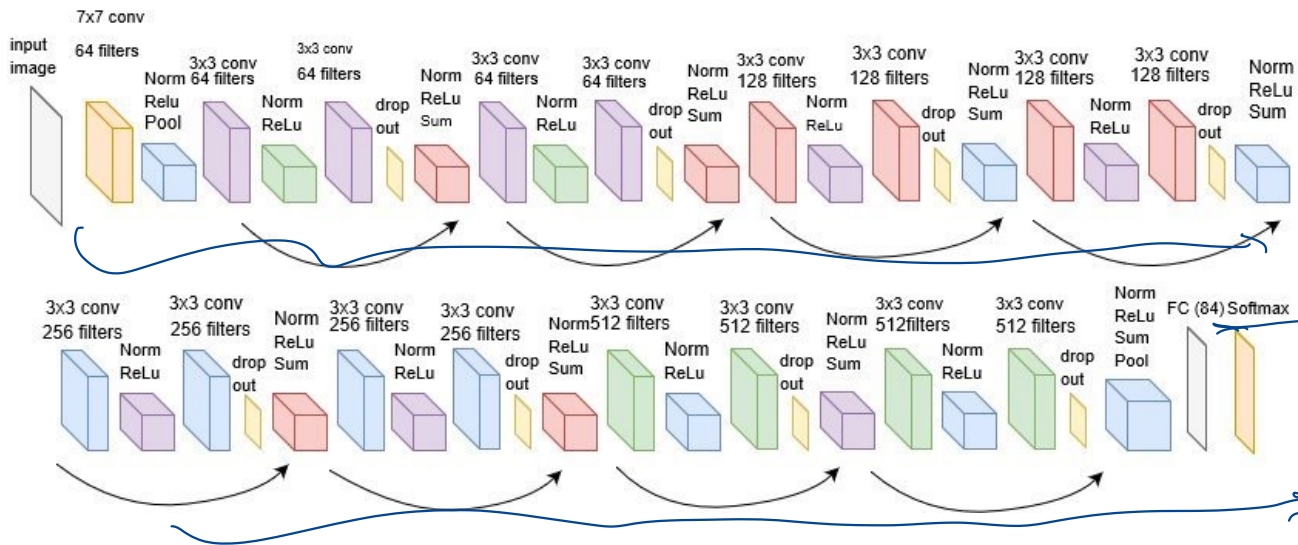 input
image
7x7 conv
64 filters
Norm
Relu
Pool
3x3 conv
64 filters
Norm
ReLu
3x3 conv
64 filters
drop
out
Norm
ReLu
Sum
3x3 conv
64 filters
Norm
ReLu
3x3 conv
64 filters
drop
out
Norm
ReLu
Sum
3x3 conv
128 filters
Norm
ReLu
3x3 conv
128 filters
drop
out
Norm
ReLu
Sum
3x3 conv
128 filters
Norm
ReLu
3x3 conv
128 filters
drop
out
Norm
ReLu
Sum
3x3 conv
256 filters
Norm
ReLu
3x3 conv
256 filters
drop
out
Norm
ReLu
Sum
3x3 conv
256 filters
Norm
ReLu
3x3 conv
256 filters
drop
out
Norm
ReLu
Sum
3x3 conv
512 filters
Norm
ReLu
3x3 conv
512 filters
drop
out
Norm
ReLu
Sum
3x3 conv
512filters
Norm
ReLu
3x3 conv
512 filters
drop
out
Norm
ReLu
Sum
Pool
FC (84) Softmax